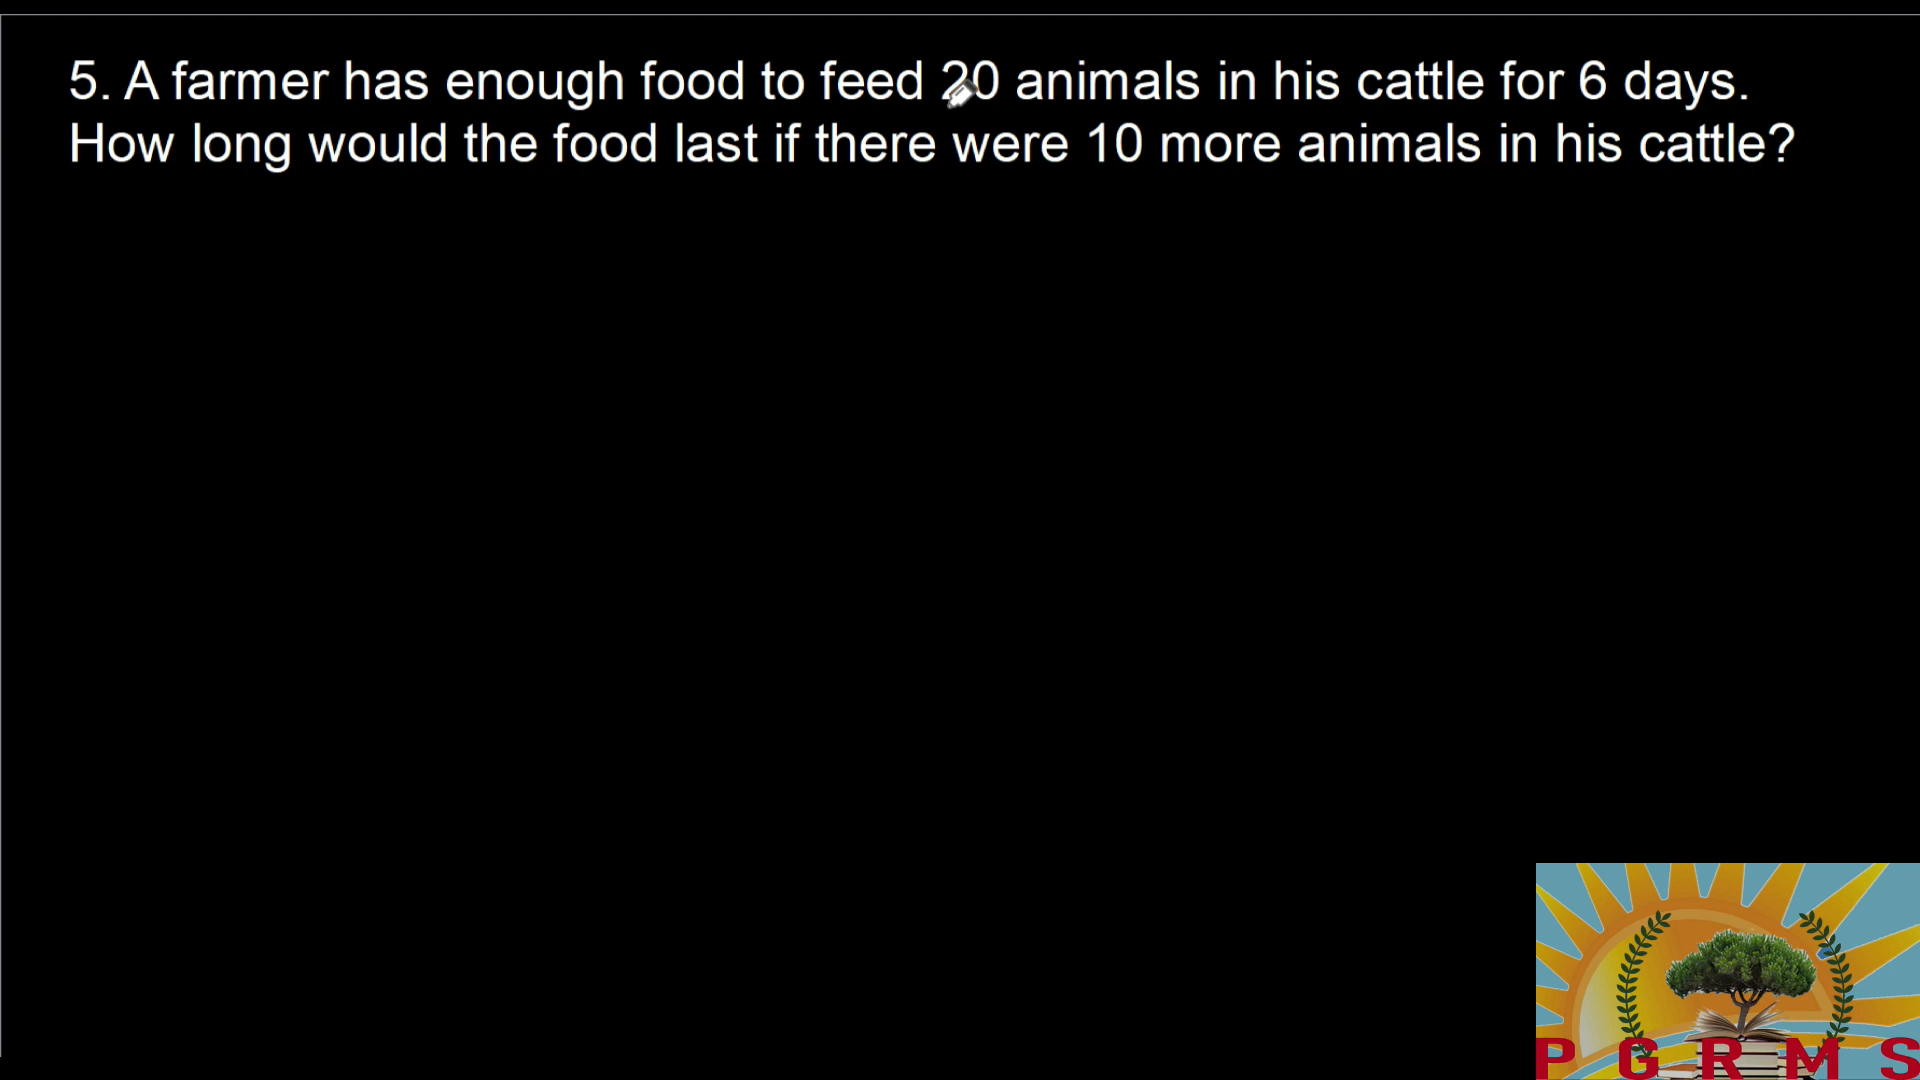 5. A farmer has enough food to feed 20 animals in his cattle for 6 days.
How long would the food last if there were 10 more animals in his cattle?
P G R M S